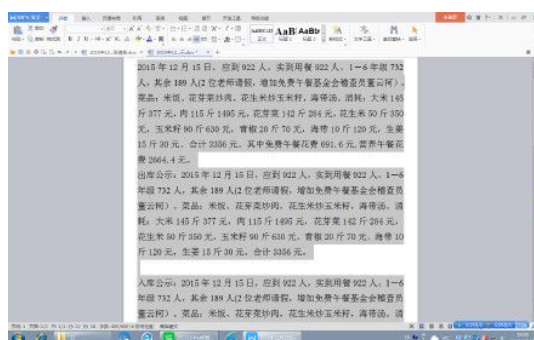 2015 年 12 月 15 日，应到 922 人，实到用餐 922 人，1－6 年级 732
人，其余 189 人(2 位老师请假，增加免费午餐基金会稽查员董云珂)，
菜品：米饭、花芽菜炒肉、花生米炒玉米籽、海带汤。消耗：大米 145
斤 377 元，肉 115 斤 1495 元，花芽菜 142 斤 284 元，花生米 50 斤 350
元，玉米籽 90 斤 630 元，青椒 20 斤 70 元，海带 10 斤 120 元，生姜
15 斤 30 元。合计 3356 元。其中免费午餐花费 691.6 元,营养午餐花
费 2664.4 元。
出库公示：2015 年 12 月 15 日，应到 922 人，实到用餐 922 人，1－6
年级 732 人，其余 189 人(2 位老师请假，增加免费午餐基金会稽查员
董云珂)，菜品：米饭、花芽菜炒肉、花生米炒玉米籽、海带汤。消
耗：大米 145 斤 377 元，肉 115 斤 1495 元，花芽菜 142 斤 284 元，
花生米 50 斤 350 元，玉米籽 90 斤 630 元，青椒 20 斤 70 元，海带 10
斤 120 元，生姜 15 斤 30 元。合计 3356 元。
入库公示：2015 年 12 月 15 日，应到 922 人，实到用餐 922 人，1－6
年级 732 人，其余 189 人(2 位老师请假，增加免费午餐基金会稽查员
董云珂)，菜品：米饭、花芽菜炒肉、花生米炒玉米籽、海带汤。消